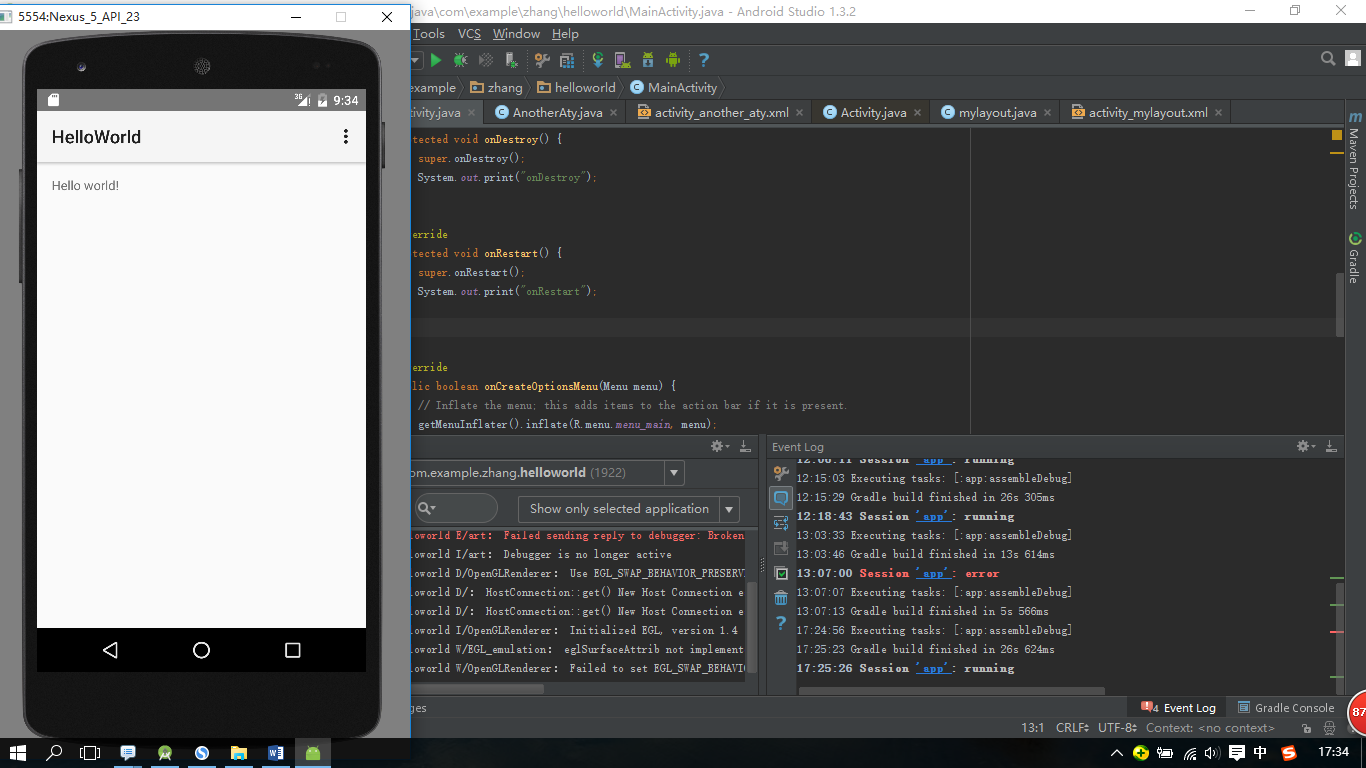 5554:Nexus_5_API_23
java\com\example\zhang\helloworld\MainActivity.java - Android Studio 1.3.2
Tools VCS Window Help
example zhang helloworld MainActivity
tivity.java AnotherAty.java activity_another_aty.xml Activity.java mylayout.java activity_mylayout.xml
3G 9:34
HelloWorld
Hello world!
tected void onDestroy() {
super.onDestroy();
System.out.print("onDestroy");
erride
tected void onRestart() {
super.onRestart();
System.out.print("onRestart");
erride
lic boolean onCreateOptionsMenu(Menu menu) {
// Inflate the menu; this adds items to the action bar if it is present.
getMenuInflater().inflate(R.menu.menu_main, menu);
m
Maven Projects
Gradle
om.example.zhang.helloworld (1922)
Show only selected application
loworld E/art: Failed sending reply to debugger: Broken
loworld I/art: Debugger is no longer active
loworld D/OpenGLRenderer: Use EGL_SWAP_BEHAVIOR_PRESERV
loworld D/: HostConnection::get() New Host Connection e
loworld D/: HostConnection::get() New Host Connection e
loworld I/OpenGLRenderer: Initialized EGL, version 1.4
loworld W/EGL_emulation: eglSurfaceAttrib not implement
loworld W/OpenGLRenderer: Failed to set EGL_SWAP_BEHAVIO
Event Log
12:06:11 Session 'app': running
12:15:03 Executing tasks: [:app:assembleDebug]
12:15:29 Gradle build finished in 26s 305ms
12:18:43 Session 'app': running
13:03:33 Executing tasks: [:app:assembleDebug]
13:03:46 Gradle build finished in 13s 614ms
13:07:00 Session 'app': error
13:07:07 Executing tasks: [:app:assembleDebug]
13:07:13 Gradle build finished in 5s 566ms
17:24:56 Executing tasks: [:app:assembleDebug]
17:25:23 Gradle build finished in 26s 624ms
17:25:26 Session 'app': running
ges
4 Event Log Gradle Console
13:1 CRLF UTF-8 Context: <no context>
87
中
17:34